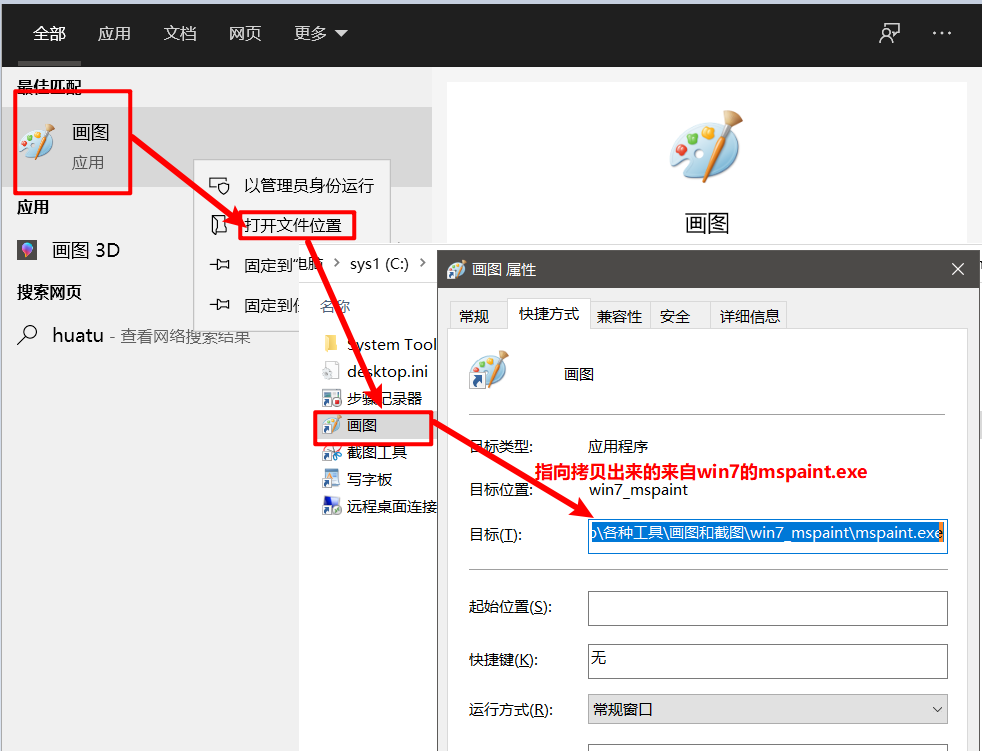 全部 应用 文档 网页 更多
最佳匹配
画图
应用
应用
画图 3D
搜索网页
huatu - 查看网络搜索结果
以管理员身份运行
打开文件位置
固定到“
固定到任
画图
电脑 > sys1 (C:) >
名称
System Tool
desktop.ini
步骤记录器
画图
截图工具
写字板
远程桌面连接
画图 属性
常规 快捷方式 兼容性 安全 详细信息
画图
目标类型: 应用程序
指向拷贝出来的来自win7的mspaint.exe
目标位置: win7_mspaint
目标(T): \各种工具\画图和截图\win7_mspaint\mspaint.exe
起始位置(S):
快捷键(K): 无
运行方式(R): 常规窗口